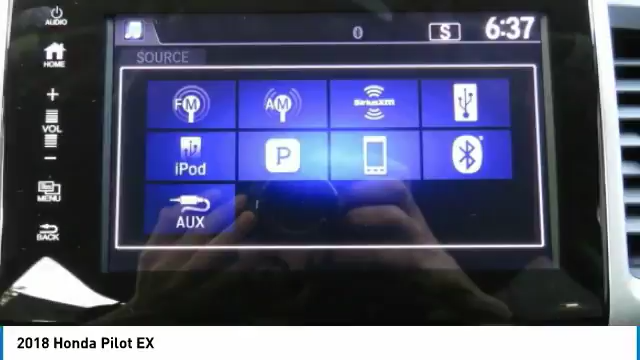 AUDIO
S
6:37
HOME
SOURCE
FM
AM
SiriusXM
+
VOL
-
iPod
P
MENU
AUX
BACK
2018 Honda Pilot EX